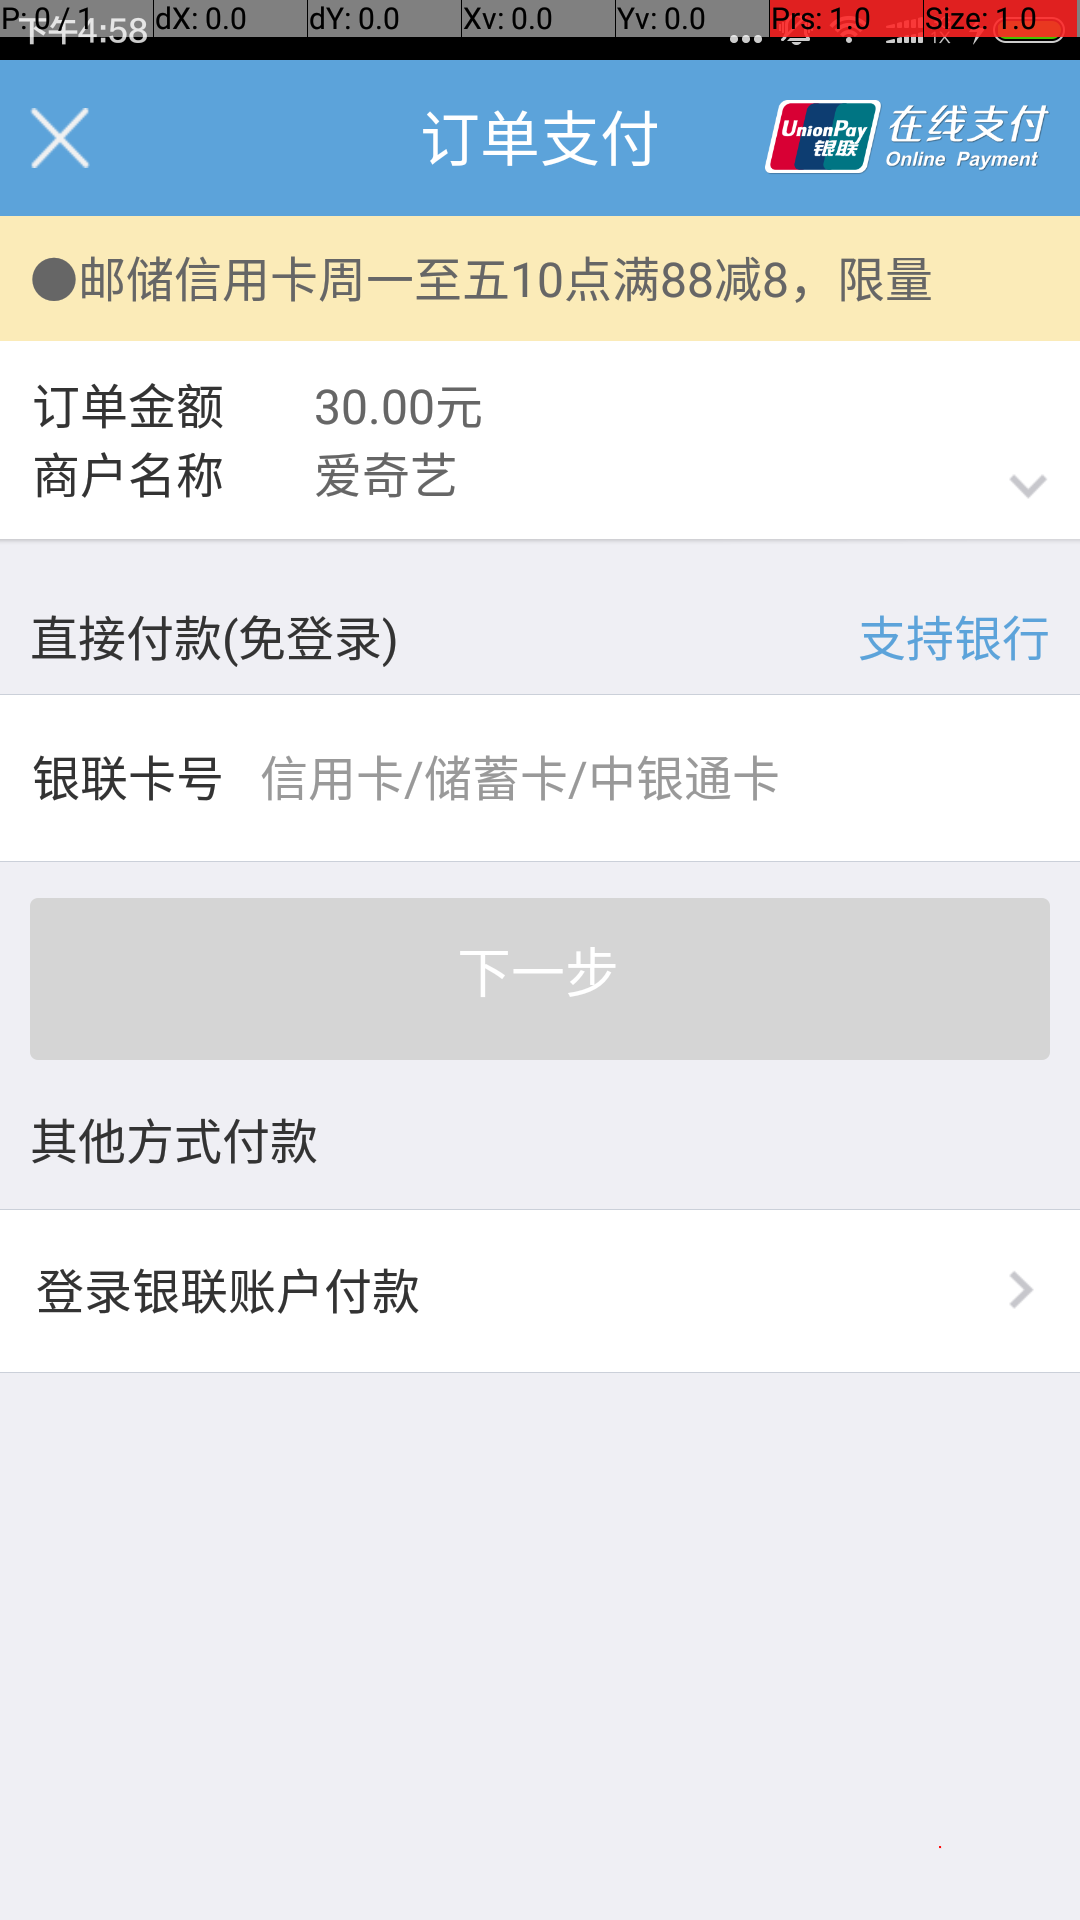 P: 0 / 1 dX: 0.0 dY: 0.0 Xv: 0.0 Yv: 0.0 Prs: 1.0 Size: 1.0
下午4:58 1X
订单支付
UnionPay
银联
在线支付
Online Payment
●邮储信用卡周一至五10点满88减8，限量
订单金额 30.00元
商户名称 爱奇艺
直接付款(免登录) 支持银行
银联卡号 信用卡/储蓄卡/中银通卡
下一步
其他方式付款
登录银联账户付款